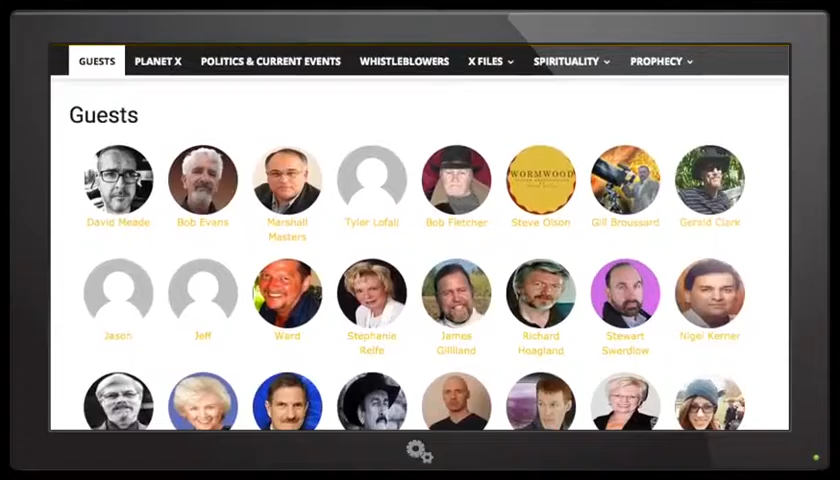 GUESTS PLANET X POLITICS & CURRENT EVENTS WHISTLEBLOWERS X FILES SPIRITUALITY PROPHECY
Guests
WORMWOOD
David Meade Bob Evans Marshall Masters Tyler Lofall Bob Fletcher Steve Olson Gill Broussard Gerald Clark
Jason Jeff Ward Stephanie Relfe James Gilliland Richard Hoagland Stewart Swerdlow Nigel Kerner